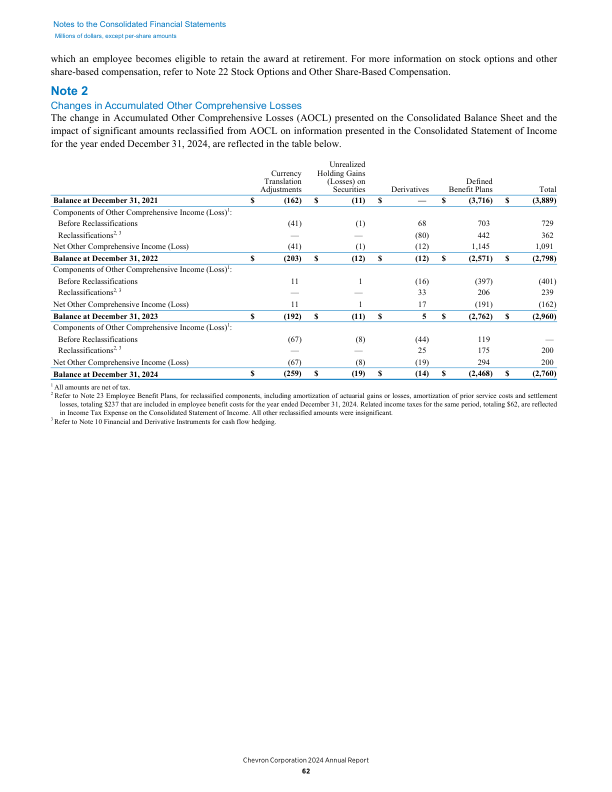 Notes to the Consolidated Financial Statements
Millions of dollars, except per-share amounts
which an employee becomes eligible to retain the award at retirement. For more information on stock options and other
share-based compensation, refer to Note 22 Stock Options and Other Share-Based Compensation.
Note 2
Changes in Accumulated Other Comprehensive Losses
The change in Accumulated Other Comprehensive Losses (AOCL) presented on the Consolidated Balance Sheet and the
impact of significant amounts reclassified from AOCL on information presented in the Consolidated Statement of Income
for the year ended December 31, 2024, are reflected in the table below.
Currency Translation Adjustments Unrealized Holding Gains (Losses) on Securities Derivatives Defined Benefit Plans Total
Balance at December 31, 2021 $ (162) $ (11) $ — $ (3,716) $ (3,889)
Components of Other Comprehensive Income (Loss)1:
Before Reclassifications (41) (1) 68 703 729
Reclassifications2, 3 — — (80) 442 362
Net Other Comprehensive Income (Loss) (41) (1) (12) 1,145 1,091
Balance at December 31, 2022 $ (203) $ (12) $ (12) $ (2,571) $ (2,798)
Components of Other Comprehensive Income (Loss)1:
Before Reclassifications 11 1 (16) (397) (401)
Reclassifications2, 3 — — 33 206 239
Net Other Comprehensive Income (Loss) 11 1 17 (191) (162)
Balance at December 31, 2023 $ (192) $ (11) $ 5 $ (2,762) $ (2,960)
Components of Other Comprehensive Income (Loss)1:
Before Reclassifications (67) (8) (44) 119 —
Reclassifications2, 3 — — 25 175 200
Net Other Comprehensive Income (Loss) (67) (8) (19) 294 200
Balance at December 31, 2024 $ (259) $ (19) $ (14) $ (2,468) $ (2,760)
1 All amounts are net of tax.
2 Refer to Note 23 Employee Benefit Plans, for reclassified components, including amortization of actuarial gains or losses, amortization of prior service costs and settlement
losses, totaling $237 that are included in employee benefit costs for the year ended December 31, 2024. Related income taxes for the same period, totaling $62, are reflected
in Income Tax Expense on the Consolidated Statement of Income. All other reclassified amounts were insignificant.
3 Refer to Note 10 Financial and Derivative Instruments for cash flow hedging.
Chevron Corporation 2024 Annual Report
62